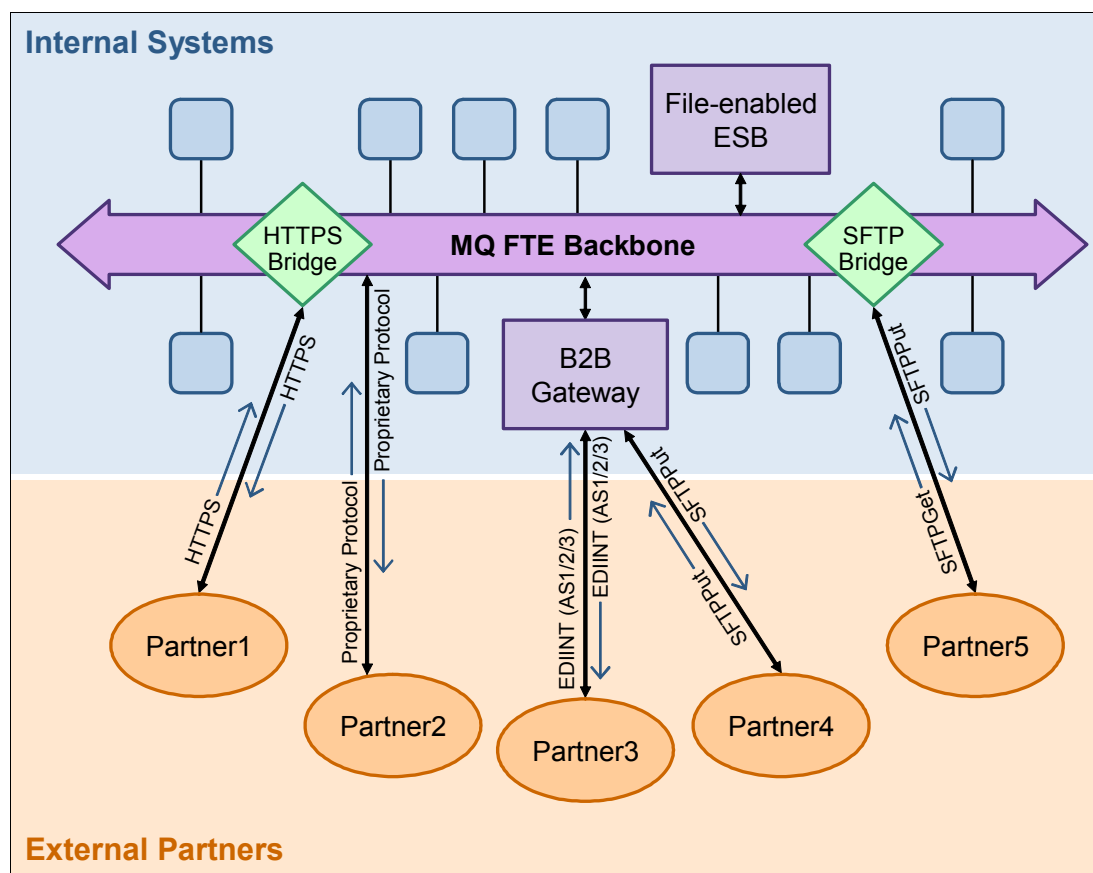 Internal Systems
File-enabled
ESB
HTTPS
Bridge
MQ FTE Backbone
SFTP
Bridge
B2B
Gateway
HTTPS
HTTPS
Proprietary Protocol
Proprietary Protocol
EDIINT (AS1/2/3)
EDIINT (AS1/2/3)
SFTPPut
SFTPPut
SFTPPut
SFTPGet
Partner1
Partner2
Partner3
Partner4
Partner5
External Partners